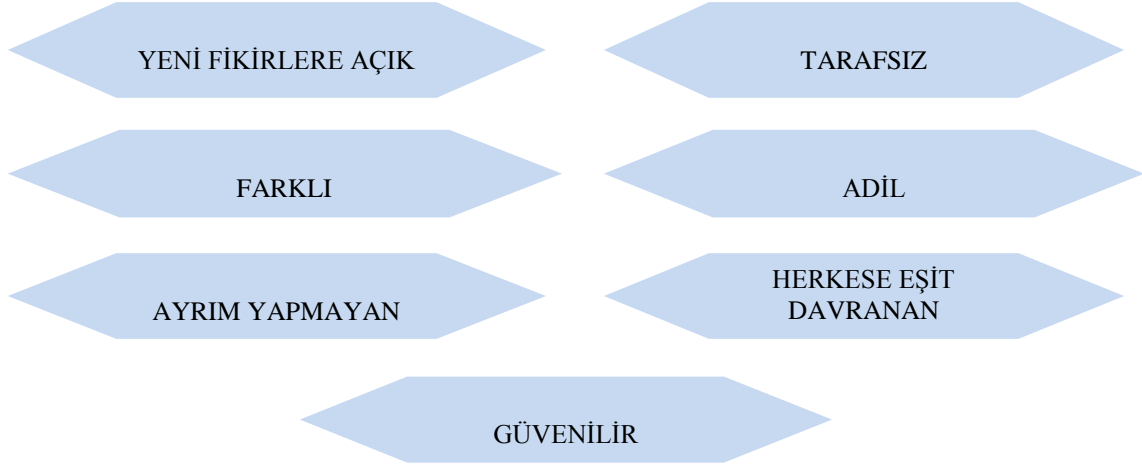 YENİ FİKİRLERE AÇIK
TARAFSIZ
FARKLI
ADİL
AYRIM YAPMAYAN
HERKESE EŞİT
DAVRANAN
GÜVENİLİR